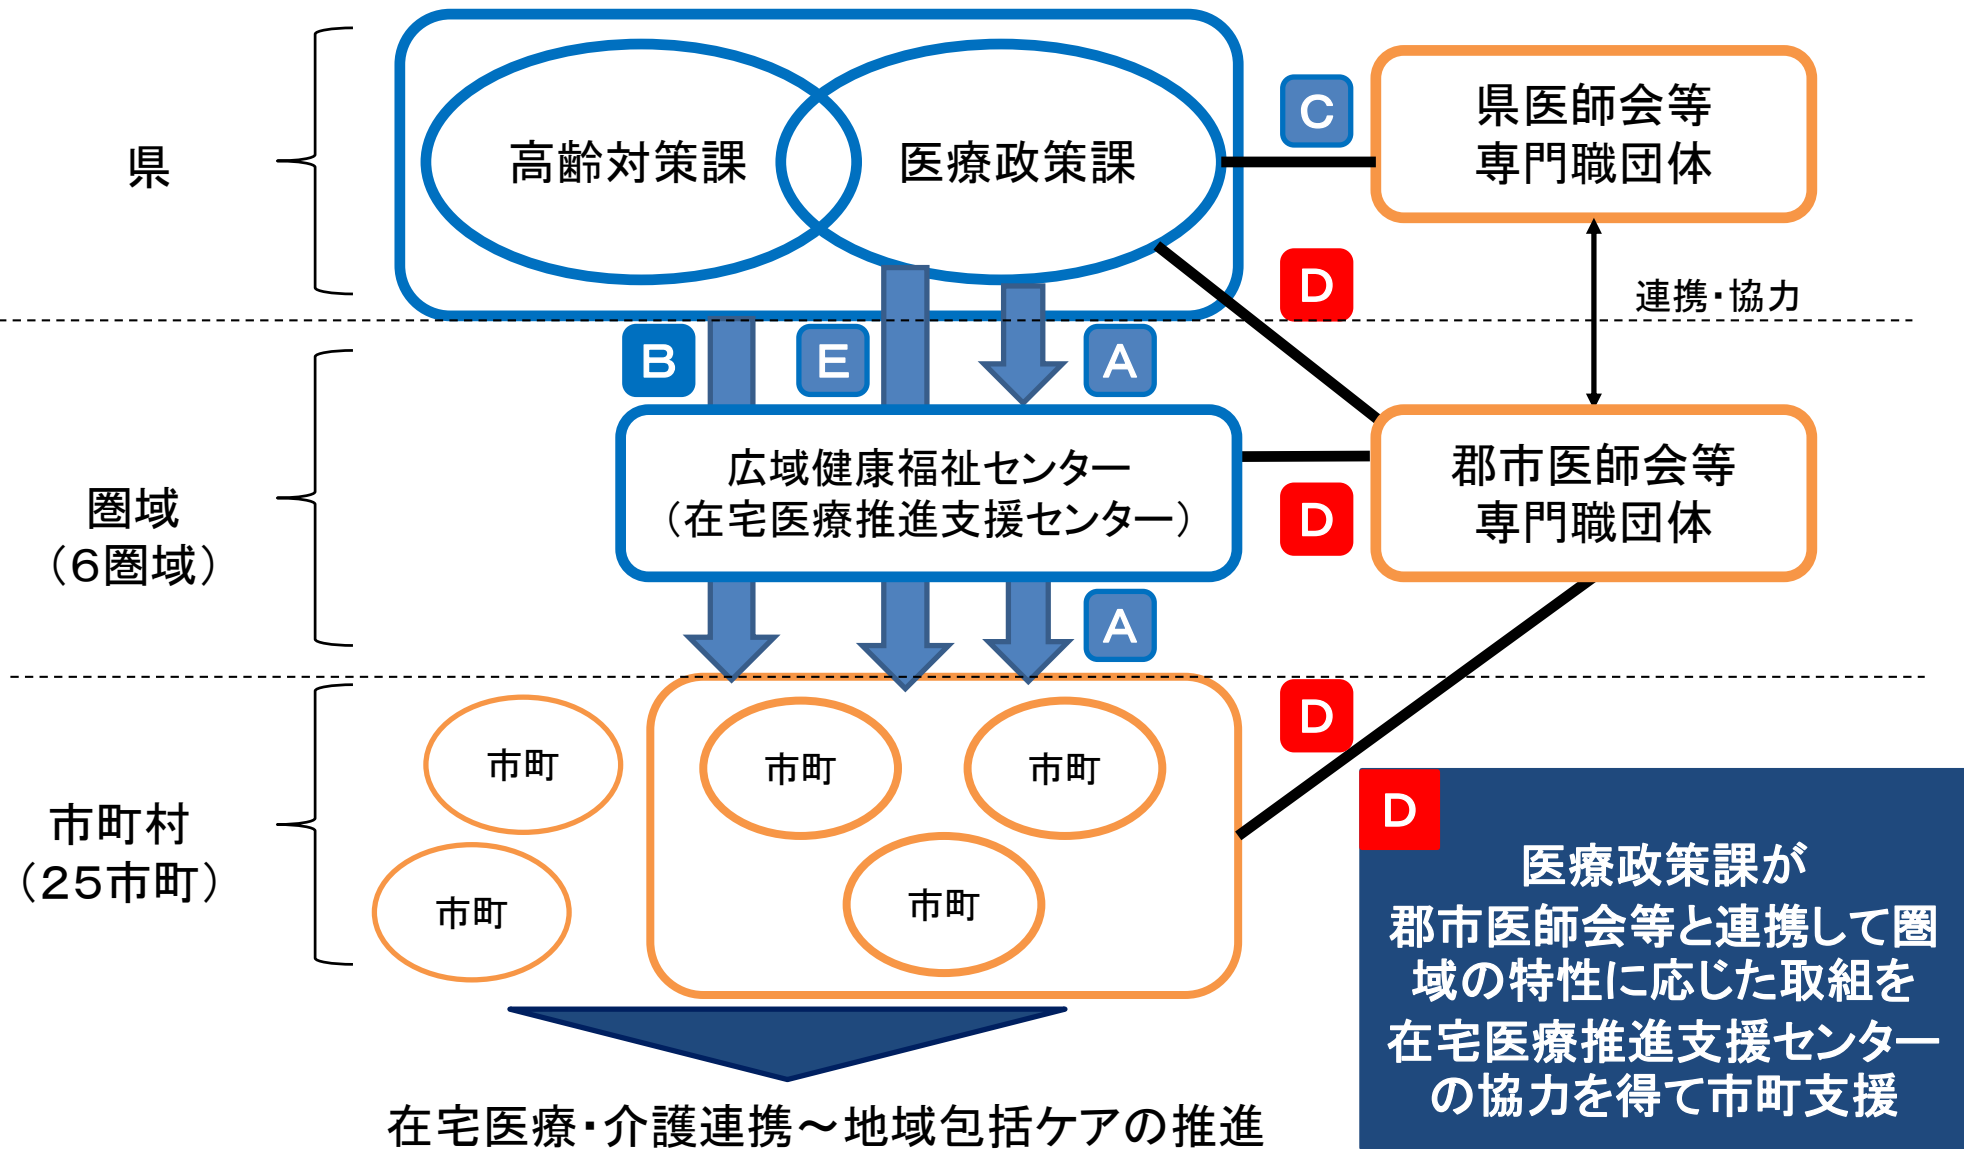 県
高齢対策課
医療政策課
C
県医師会等
専門職団体
D
連携・協力
B
E
A
圏域
（6圏域）
広域健康福祉センター
（在宅医療推進支援センター）
D
郡市医師会等
専門職団体
A
D
市町村
（25市町）
市町
市町
市町
市町
市町
D
医療政策課が
郡市医師会等と連携して圏
域の特性に応じた取組を
在宅医療推進支援センター
の協力を得て市町支援
在宅医療・介護連携～地域包括ケアの推進